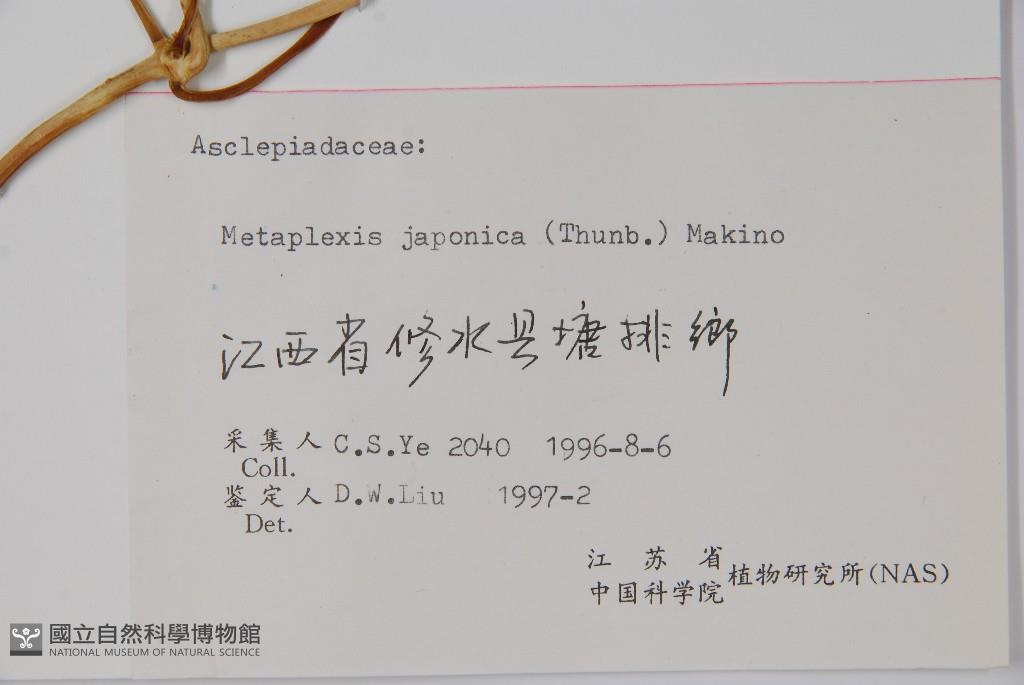 Asclepiadaceae:
Metaplexis japonica (Thunb.) Makino
江西省修水县塘排鄉
采集人 C.S.Ye 2040 1996-8-6
Coll.
鉴定人 D.W.Liu 1997-2
Det.
江苏省
中国科学院 植物研究所(NAS)
國立自然科學博物館
NATIONAL MUSEUM OF NATURAL SCIENCE